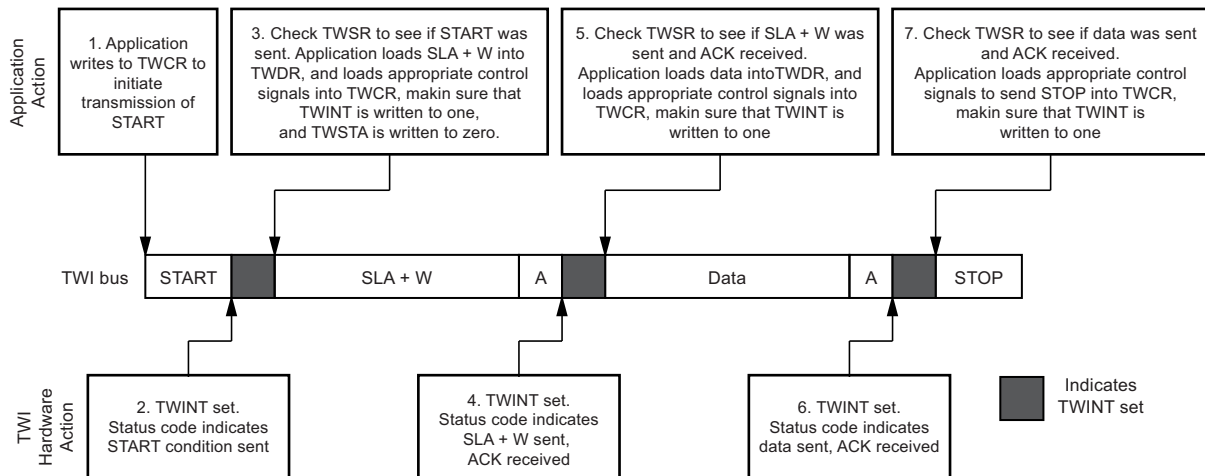 Application
Action
1. Application
writes to TWCR to
initiate
transmission of
START
3. Check TWSR to see if START was
sent. Application loads SLA + W into
TWDR, and loads appropriate control
signals into TWCR, makin sure that
TWINT is written to one,
and TWSTA is written to zero.
5. Check TWSR to see if SLA + W was
sent and ACK received.
Application loads data intoTWDR, and
loads appropriate control signals into
TWCR, makin sure that TWINT is
written to one
7. Check TWSR to see if data was sent
and ACK received.
Application loads appropriate control
signals to send STOP into TWCR,
makin sure that TWINT is
written to one
TWI bus
START
SLA + W
A
Data
A
STOP
TWI
Hardware
Action
2. TWINT set.
Status code indicates
START condition sent
4. TWINT set.
Status code indicates
SLA + W sent,
ACK received
6. TWINT set.
Status code indicates
data sent, ACK received
Indicates
TWINT set